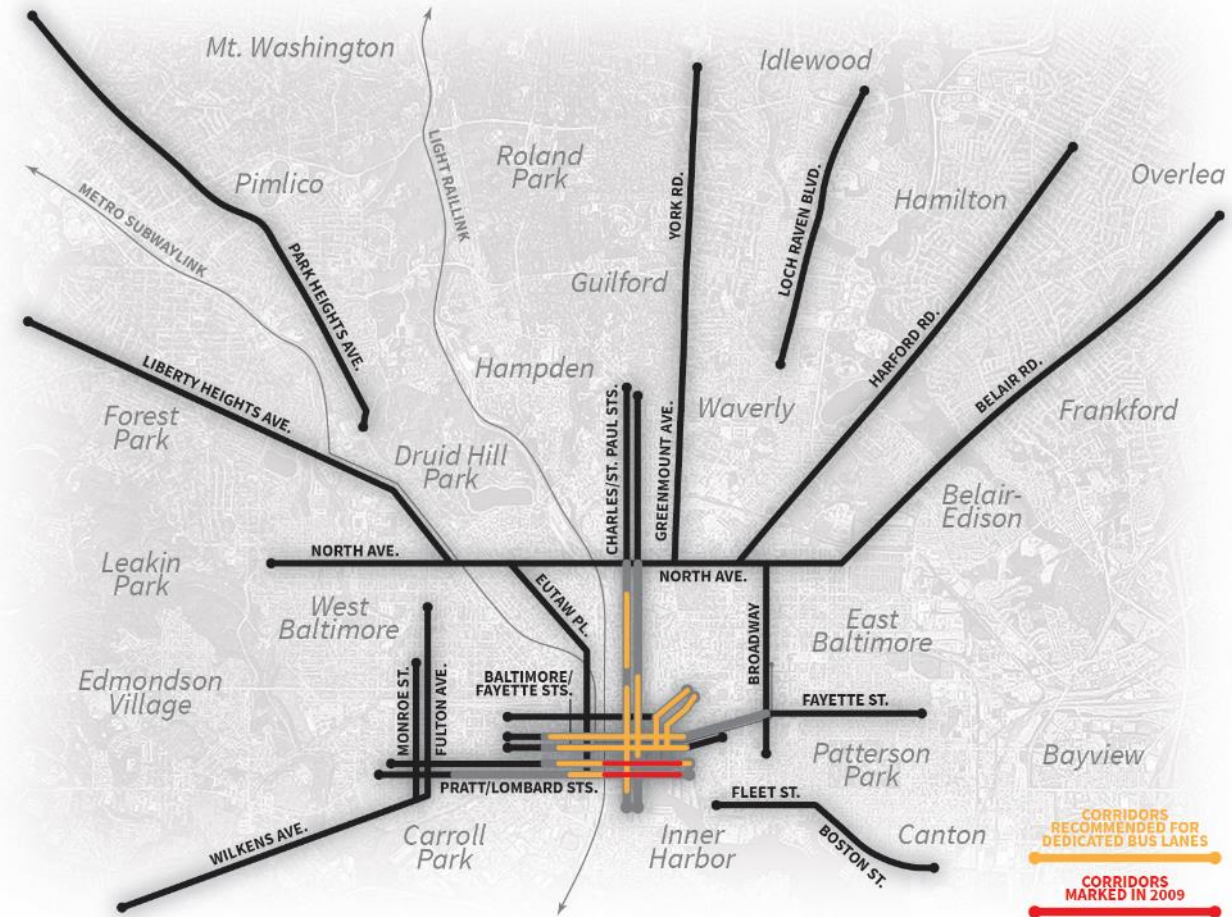 Mt. Washington
Idlewood
LIGHT RAILLINK
Roland
Park
Overlea
Pimlico
METRO SUBWAYLINK
YORK RD.
LOCH RAVEN BLVD.
Hamilton
PARK HEIGHTS AVE.
Guilford
HARFORD RD.
LIBERTY HEIGHTS AVE.
Hampden
BELAIR RD.
Forest
Park
CHARLES/ST. PAUL STS.
GREENMOUNT AVE.
Waverly
Frankford
Druid Hill
Park
Belair-
Edison
Leakin
Park
NORTH AVE.
NORTH AVE.
West
Baltimore
EUTAW PL.
BROADWAY
East
Baltimore
Edmondson
Village
MONROE ST.
FULTON AVE.
BALTIMORE/
FAYETTE STS.
FAYETTE ST.
Patterson
Park
Bayview
PRATT/LOMBARD STS.
FLEET ST.
WILKENS AVE.
Carroll
Park
Inner
Harbor
BOSTON ST.
Canton
CORRIDORS
RECOMMENDED FOR
DEDICATED BUS LANES
CORRIDORS
MARKED IN 2009